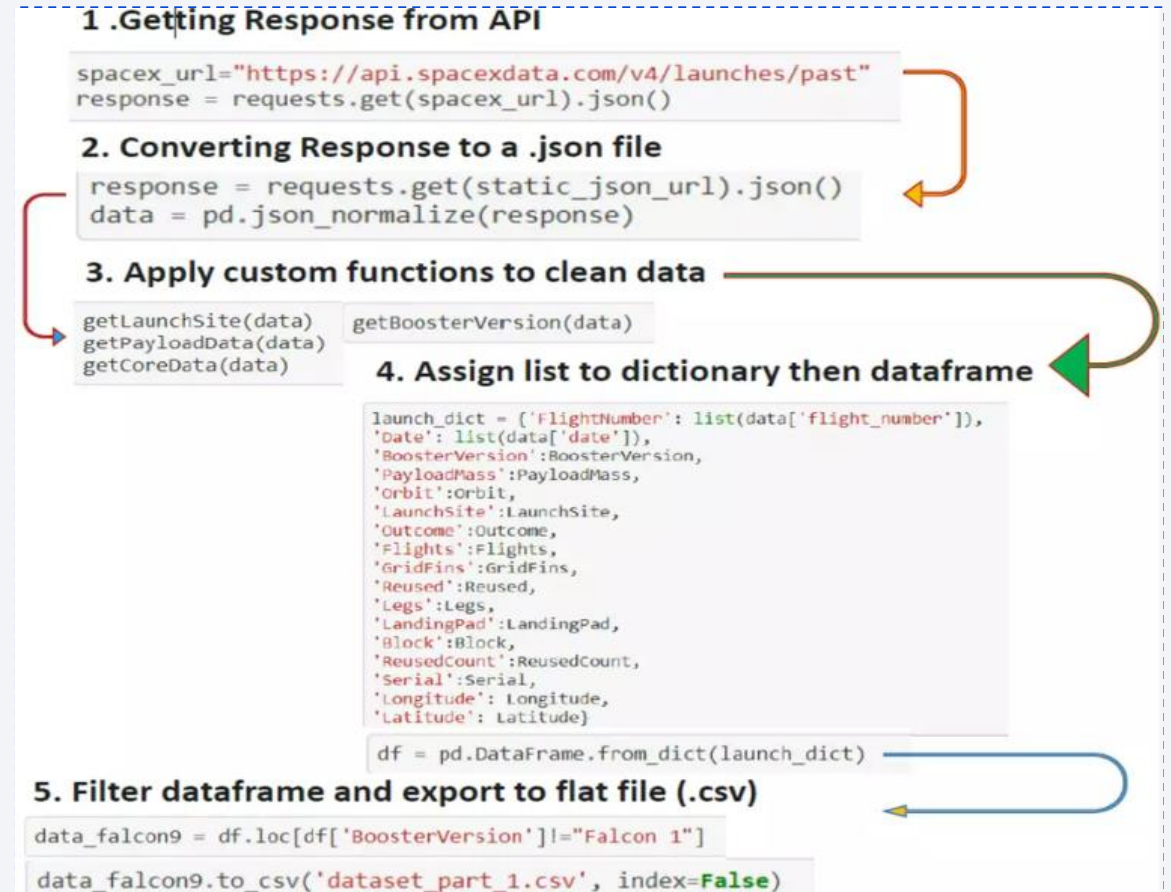 1 .Getting Response from API
spacex_url="https://api.spacexdata.com/v4/launches/past"
response = requests.get(spacex_url).json()
2. Converting Response to a .json file
response = requests.get(static_json_url).json()
data = pd.json_normalize(response)
3. Apply custom functions to clean data
getLaunchSite(data)
getPayloadData(data)
getCoreData(data)
getBoosterVersion(data)
4. Assign list to dictionary then dataframe
launch_dict = {'FlightNumber': list(data['flight_number']),
'Date': list(data['date']),
'BoosterVersion':BoosterVersion,
'PayloadMass':PayloadMass,
'Orbit':Orbit,
'LaunchSite':LaunchSite,
'Outcome':Outcome,
'Flights':Flights,
'GridFins':GridFins,
'Reused':Reused,
'Legs':Legs,
'LandingPad':LandingPad,
'Block':Block,
'ReusedCount':ReusedCount,
'Serial':Serial,
'Longitude': Longitude,
'Latitude': Latitude}
df = pd.DataFrame.from_dict(launch_dict)
5. Filter dataframe and export to flat file (.csv)
data_falcon9 = df.loc[df['BoosterVersion']!="Falcon 1"]
data_falcon9.to_csv('dataset_part_1.csv', index=False)